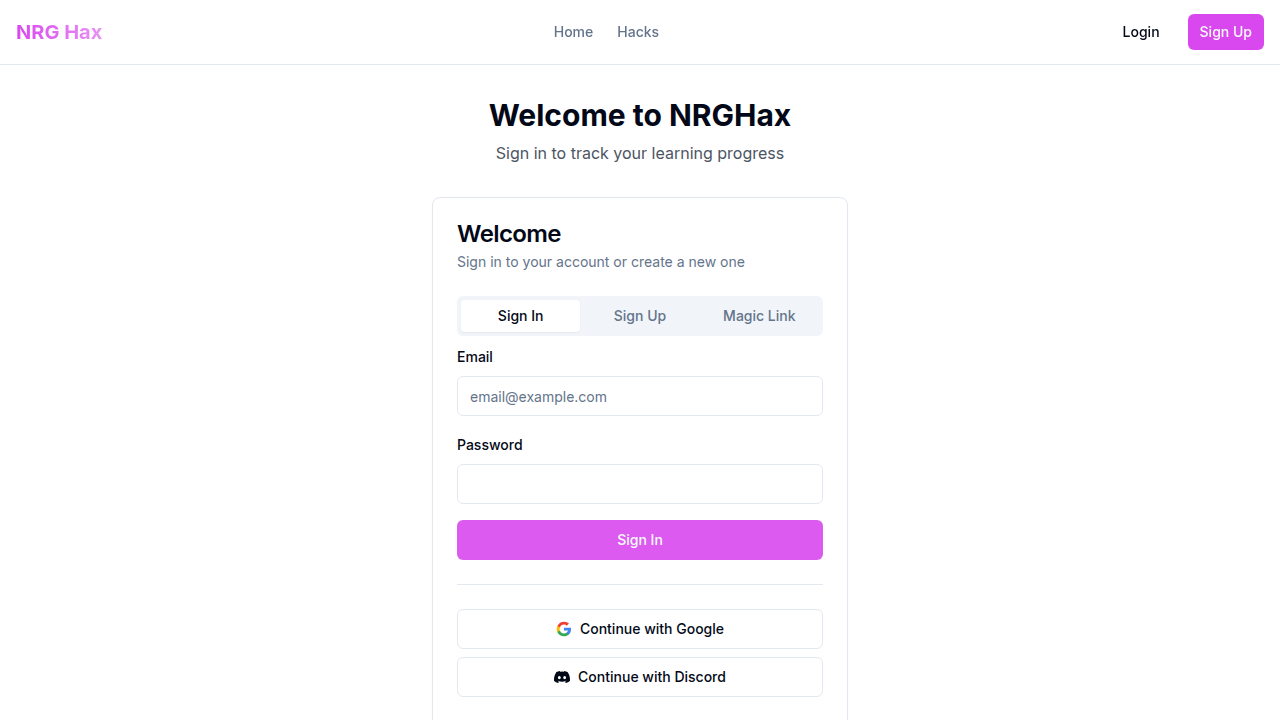 NRG Hax
Home Hacks
Login Sign Up
Welcome to NRGHax
Sign in to track your learning progress
Welcome
Sign in to your account or create a new one
Sign In Sign Up Magic Link
Email
email@example.com
Password
Sign In
Continue with Google
Continue with Discord